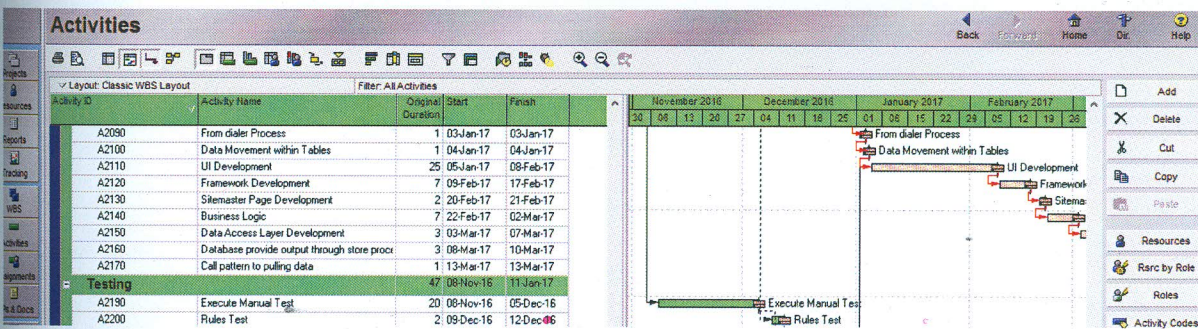 Activities
Back Forward Home Dir. Help
Layout: Classic WBS Layout Filter: All Activities
Activity ID Activity Name Original Duration Start Finish
November 2016 December 2016 January 2017 February 2017
30 06 13 20 27 04 11 18 25 01 08 15 22 29 05 12 19 26
A2090 From dialer Process 1 03-Jan-17 03-Jan-17 From dialer Process
A2100 Data Movement within Tables 1 04-Jan-17 04-Jan-17 Data Movement within Tables
A2110 UI Development 25 05-Jan-17 08-Feb-17 UI Development
A2120 Framework Development 7 09-Feb-17 17-Feb-17 Framework
A2130 Sitemaster Page Development 2 20-Feb-17 21-Feb-17 Sitemas
A2140 Business Logic 7 22-Feb-17 02-Mar-17
A2150 Data Access Layer Development 3 03-Mar-17 07-Mar-17
A2160 Database provide output through store proce 3 08-Mar-17 10-Mar-17
A2170 Call pattern to pulling data 1 13-Mar-17 13-Mar-17
Testing 47 08-Nov-16 11-Jan-17
A2190 Execute Manual Test 20 08-Nov-16 05-Dec-16 Execute Manual Tes
A2200 Rules Test 2 09-Dec-16 12-Dec-16 Rules Test
Projects
esources
Reports
Tracking
WBS
Activities
signments
Ps & Docs
Add
Delete
Cut
Copy
Paste
Resources
Rsrc by Role
Roles
Activity Codes